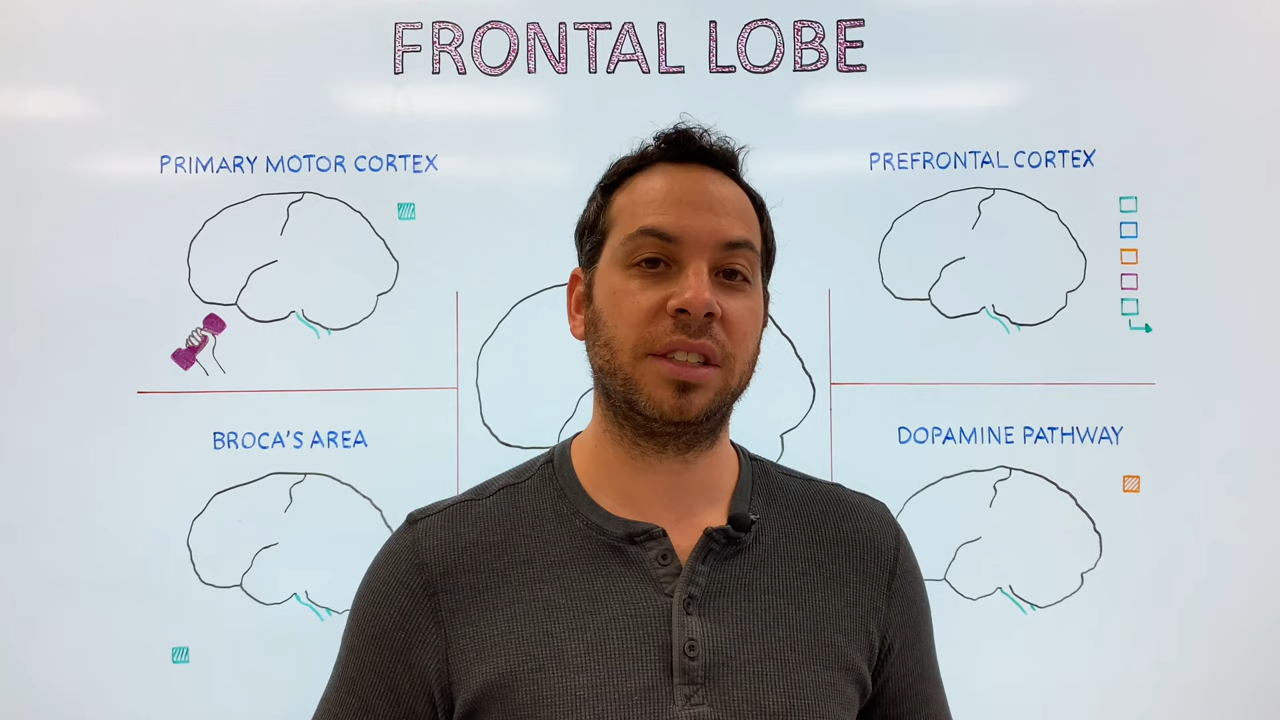 FRONTAL LOBE
PRIMARY MOTOR CORTEX
PREFRONTAL CORTEX
BROCA'S AREA
DOPAMINE PATHWAY